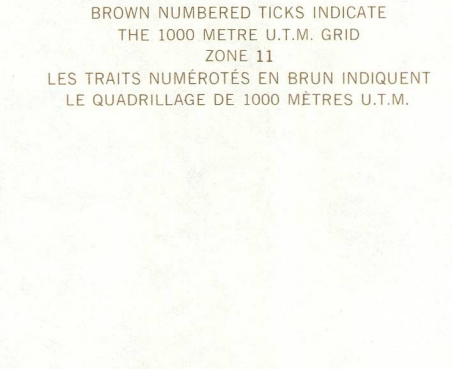 BROWN NUMBERED TICKS INDICATE
THE 1000 METRE U.T.M. GRID
ZONE 11
LES TRAITS NUMÉROTÉS EN BRUN INDIQUENT
LE QUADRILLAGE DE 1000 MÈTRES U.T.M.